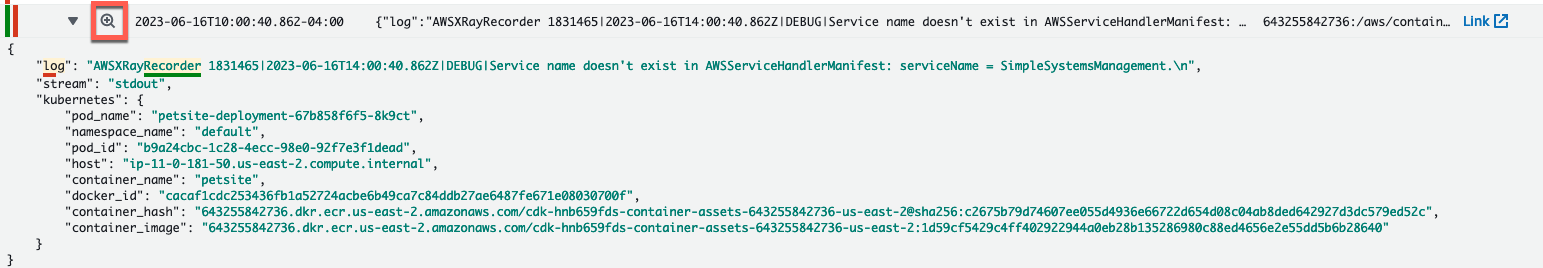 ▼ 2023-06-16T10:00:40.862-04:00 {"log":"AWSXRayRecorder 1831465|2023-06-16T14:00:40.862Z|DEBUG|Service name doesn't exist in AWSServiceHandlerManifest: … 643255842736:/aws/contain… Link
{
"log": "AWSXRayRecorder 1831465|2023-06-16T14:00:40.862Z|DEBUG|Service name doesn't exist in AWSServiceHandlerManifest: serviceName = SimpleSystemsManagement.\n",
"stream": "stdout",
"kubernetes": {
"pod_name": "petsite-deployment-67b858f6f5-8k9ct",
"namespace_name": "default",
"pod_id": "b9a24cbc-1c28-4ecc-98e0-92f7e3f1dead",
"host": "ip-11-0-181-50.us-east-2.compute.internal",
"container_name": "petsite",
"docker_id": "cacaf1cdc253436fb1a52724acbe6b49ca7c84ddb27ae6487fe671e08030700f",
"container_hash": "643255842736.dkr.ecr.us-east-2.amazonaws.com/cdk-hnb659fds-container-assets-643255842736-us-east-2@sha256:c2675b79d74607ee055d4936e66722d654d08c04ab8ded642927d3dc579ed52c",
"container_image": "643255842736.dkr.ecr.us-east-2.amazonaws.com/cdk-hnb659fds-container-assets-643255842736-us-east-2:1d59cf5429c4ff402922944a0eb28b135286980c88ed4656e2e55dd5b6b28640"
}
}